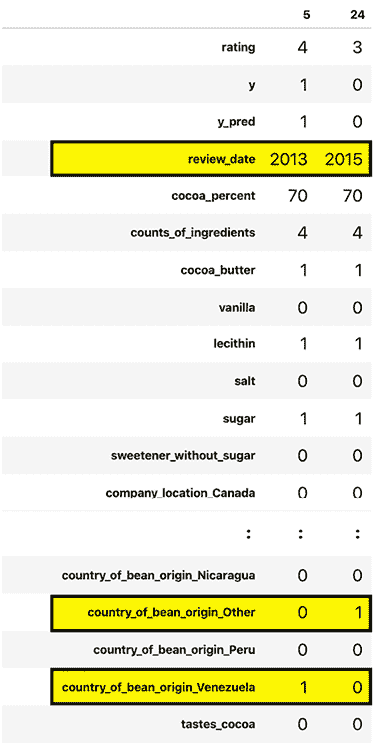 5 24
rating 4 3
y 1 0
y_pred 1 0
review_date 2013 2015
cocoa_percent 70 70
counts_of_ingredients 4 4
cocoa_butter 1 1
vanilla 0 0
lecithin 1 1
salt 0 0
sugar 1 1
sweetener_without_sugar 0 0
company_location_Canada 0 0
: : :
country_of_bean_origin_Nicaragua 0 0
country_of_bean_origin_Other 0 1
country_of_bean_origin_Peru 0 0
country_of_bean_origin_Venezuela 1 0
tastes_cocoa 0 0